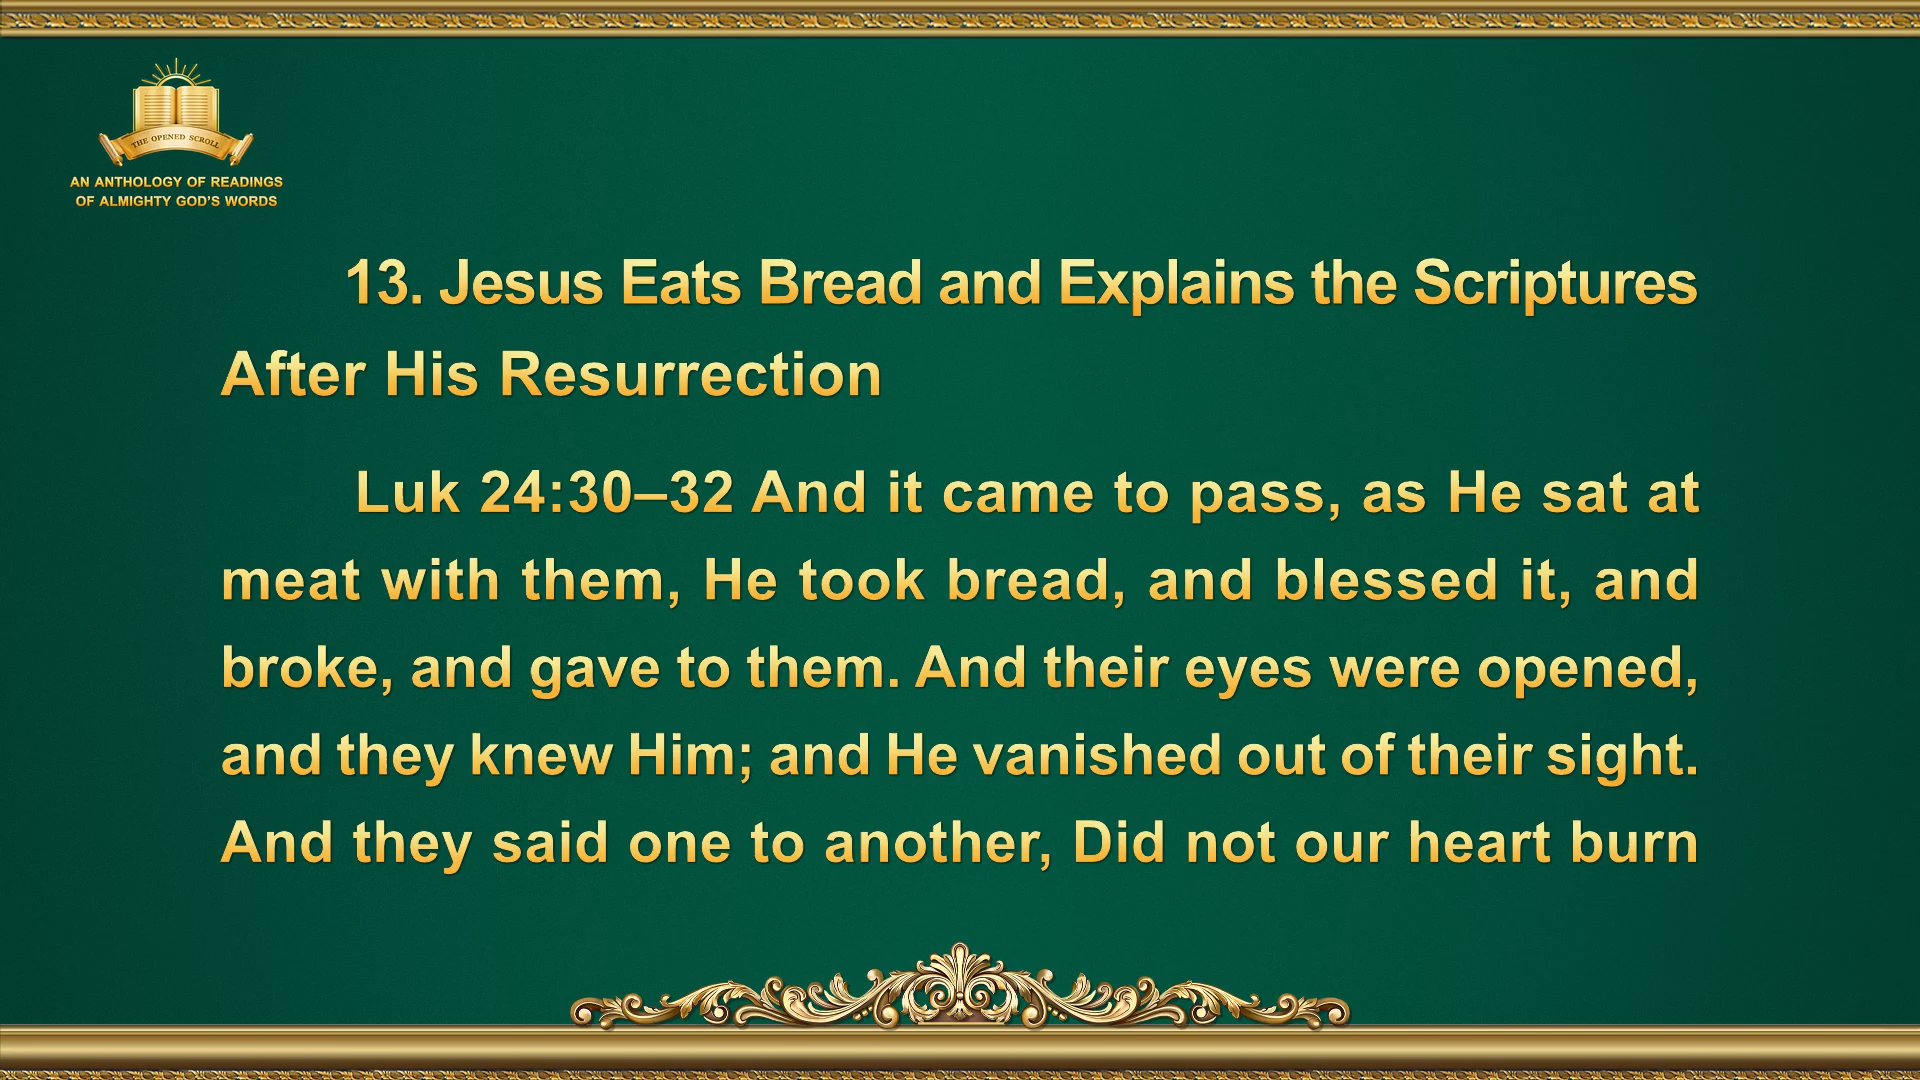 THE OPENED SCROLL
AN ANTHOLOGY OF READINGS
OF ALMIGHTY GOD'S WORDS
13. Jesus Eats Bread and Explains the Scriptures
After His Resurrection
Luk 24:30–32 And it came to pass, as He sat at
meat with them, He took bread, and blessed it, and
broke, and gave to them. And their eyes were opened,
and they knew Him; and He vanished out of their sight.
And they said one to another, Did not our heart burn